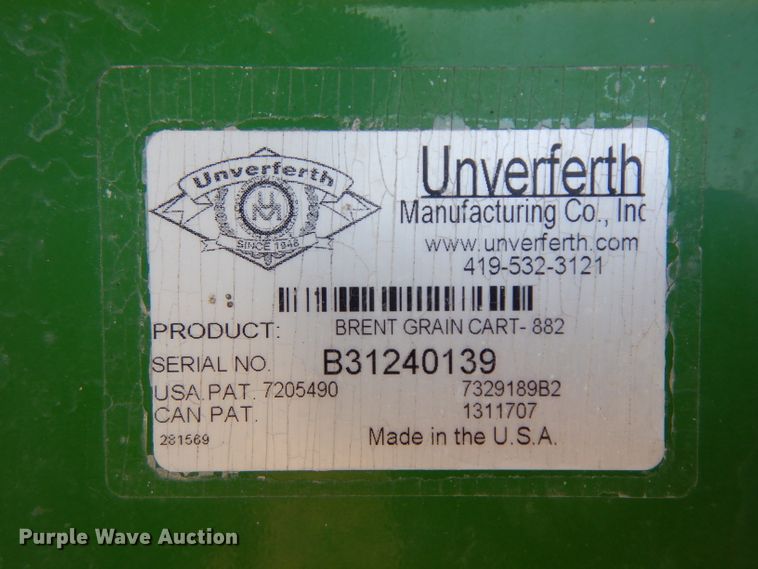 Unverferth
UM
SINCE 1948
Unverferth
Manufacturing Co., Inc
www.unverferth.com
419-532-3121
PRODUCT: BRENT GRAIN CART- 882
SERIAL NO. B31240139
USA PAT. 7205490 7329189B2
CAN PAT. 1311707
281569 Made in the U.S.A.
Purple Wave Auction